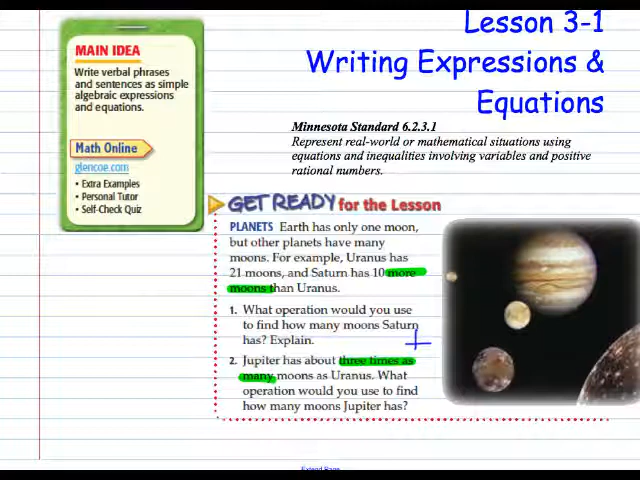 Lesson 3-1
Writing Expressions &
Equations
MAIN IDEA
Write verbal phrases
and sentences as simple
algebraic expressions
and equations.
Math Online
glencoe.com
• Extra Examples
• Personal Tutor
• Self-Check Quiz
Minnesota Standard 6.2.3.1
Represent real-world or mathematical situations using
equations and inequalities involving variables and positive
rational numbers.
GET READY for the Lesson
PLANETS Earth has only one moon,
but other planets have many
moons. For example, Uranus has
21 moons, and Saturn has 10 more
moons than Uranus.
1. What operation would you use
to find how many moons Saturn
has? Explain.
+
2. Jupiter has about three times as
many moons as Uranus. What
operation would you use to find
how many moons Jupiter has?
Extend Page